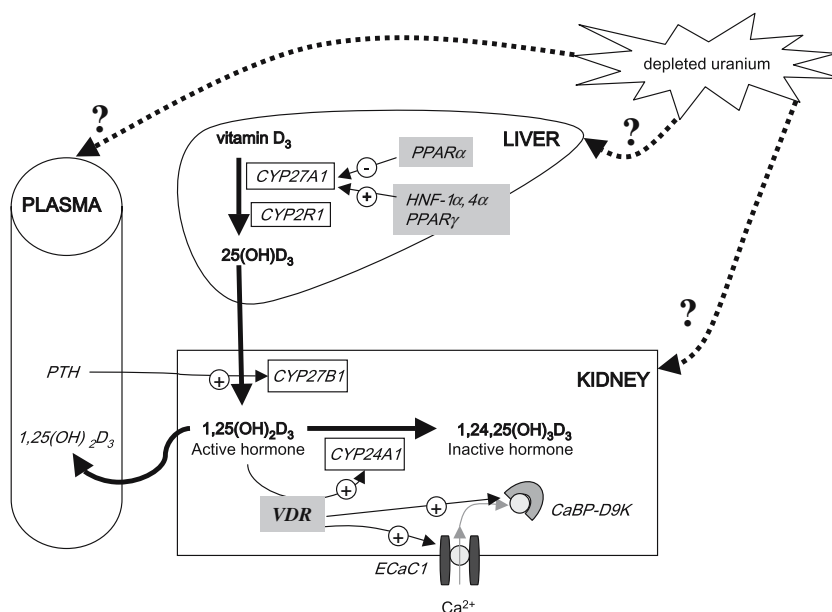 depleted uranium
?
?
?
LIVER
vitamin D₃
PPARα
-
CYP27A1
+
HNF-1α, 4α
PPARγ
CYP2R1
25(OH)D₃
PLASMA
PTH
+
CYP27B1
KIDNEY
1,25(OH)₂D₃
Active hormone
1,24,25(OH)₃D₃
Inactive hormone
1,25(OH) ₂D₃
CYP24A1
+
VDR
+
CaBP-D9K
+
ECaC1
Ca²⁺